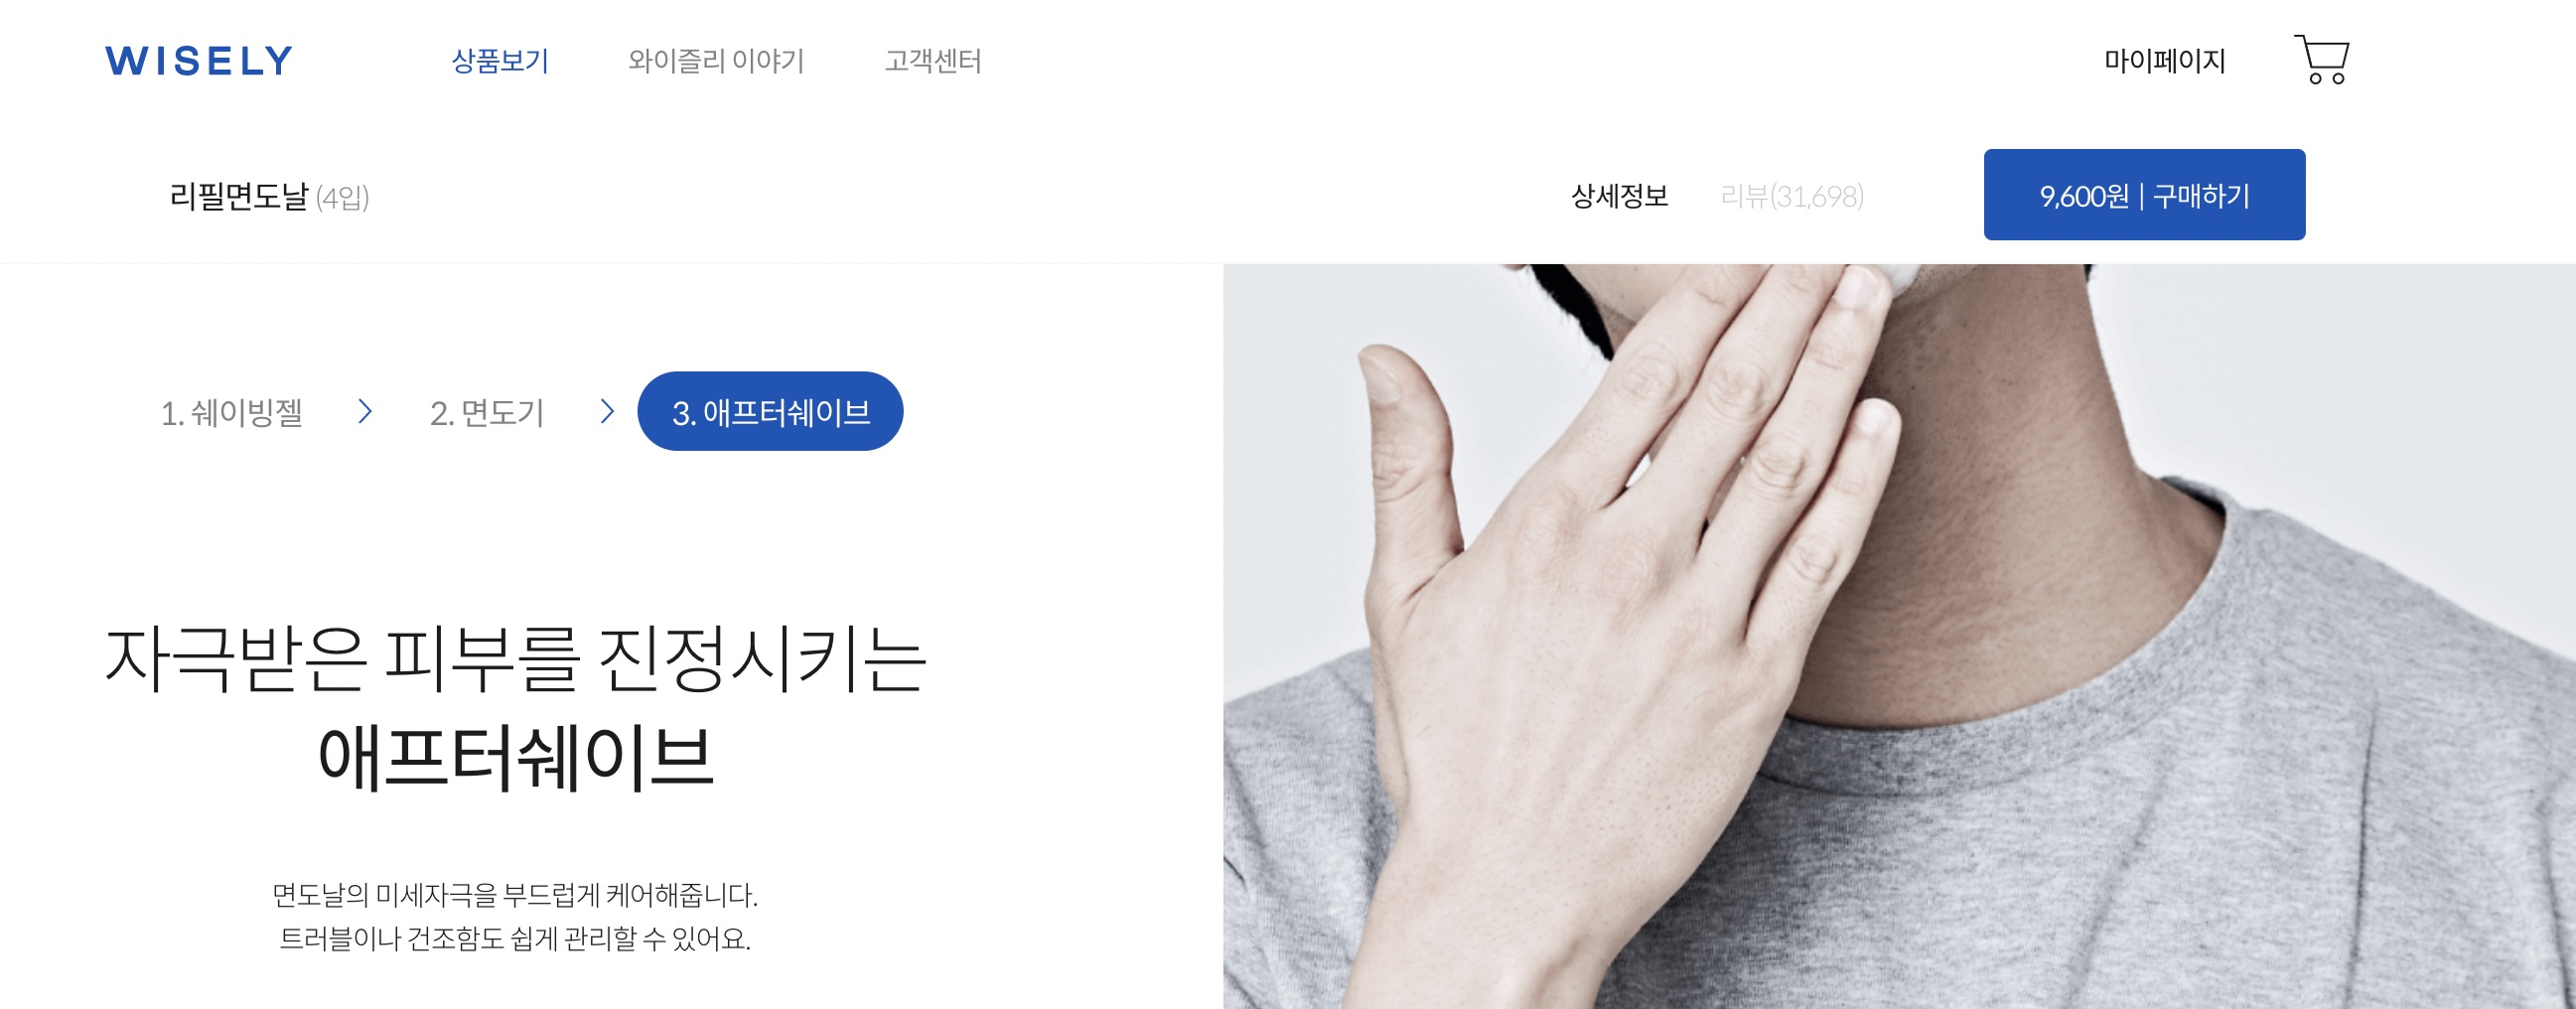 WISELY
상품보기
와이즐리 이야기
고객센터
마이페이지
리필면도날 (4입)
상세정보
리뷰(31,698)
9,600원 | 구매하기
1. 쉐이빙젤
2. 면도기
3. 애프터쉐이브
자극받은 피부를 진정시키는
애프터쉐이브
면도날의 미세자극을 부드럽게 케어해줍니다.
트러블이나 건조함도 쉽게 관리할 수 있어요.